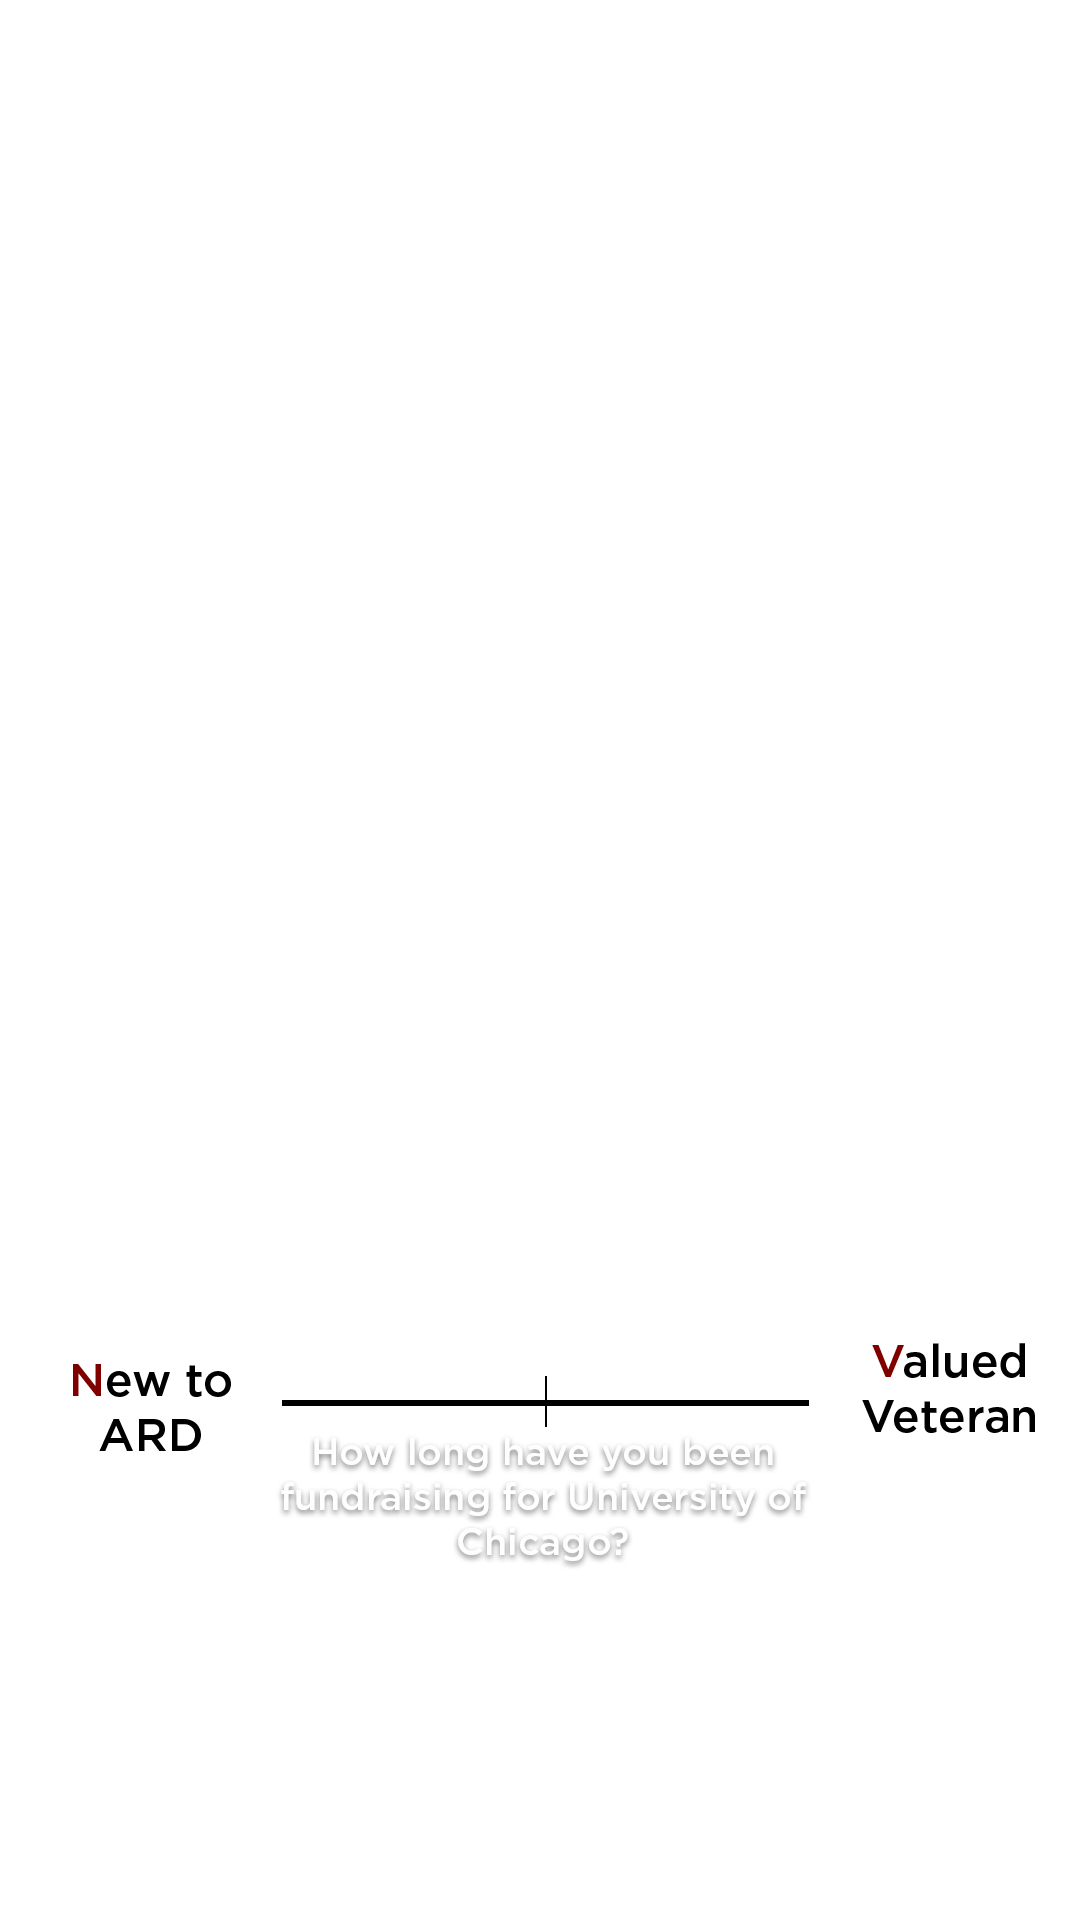 New to
ARD
Valued
Veteran
How long have you been
fundraising for University of
Chicago?